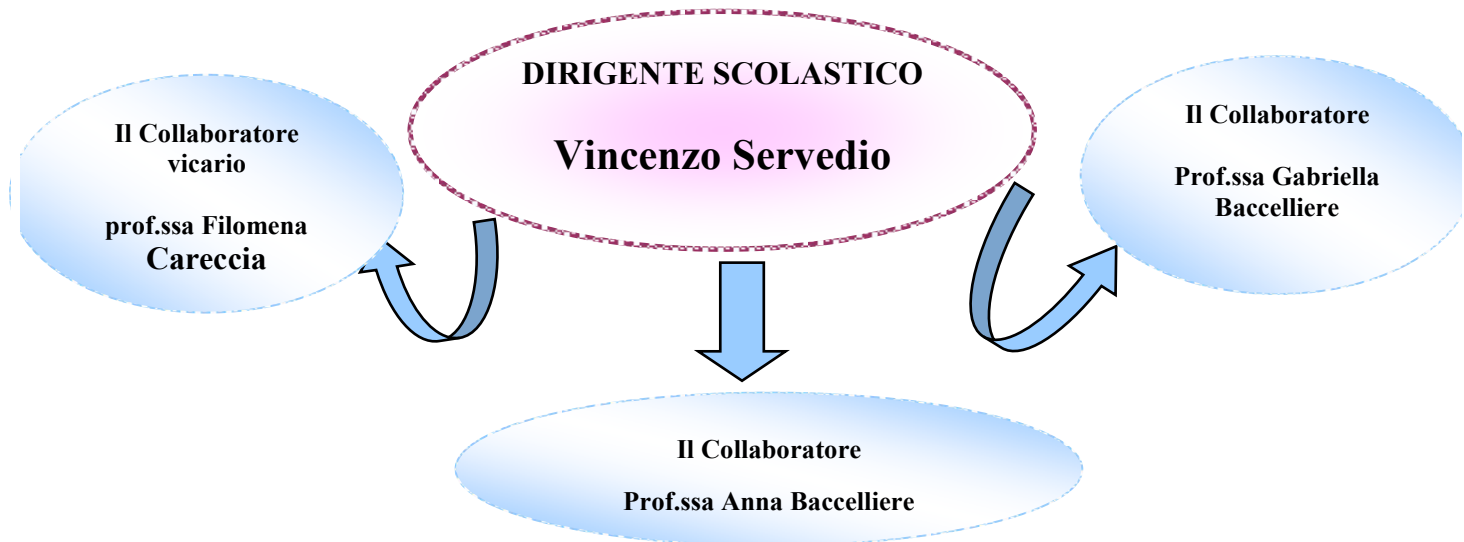 DIRIGENTE SCOLASTICO
Vincenzo Servedio
Il Collaboratore
vicario
prof.ssa Filomena
Careccia
Il Collaboratore
Prof.ssa Gabriella
Baccelliere
Il Collaboratore
Prof.ssa Anna Baccelliere